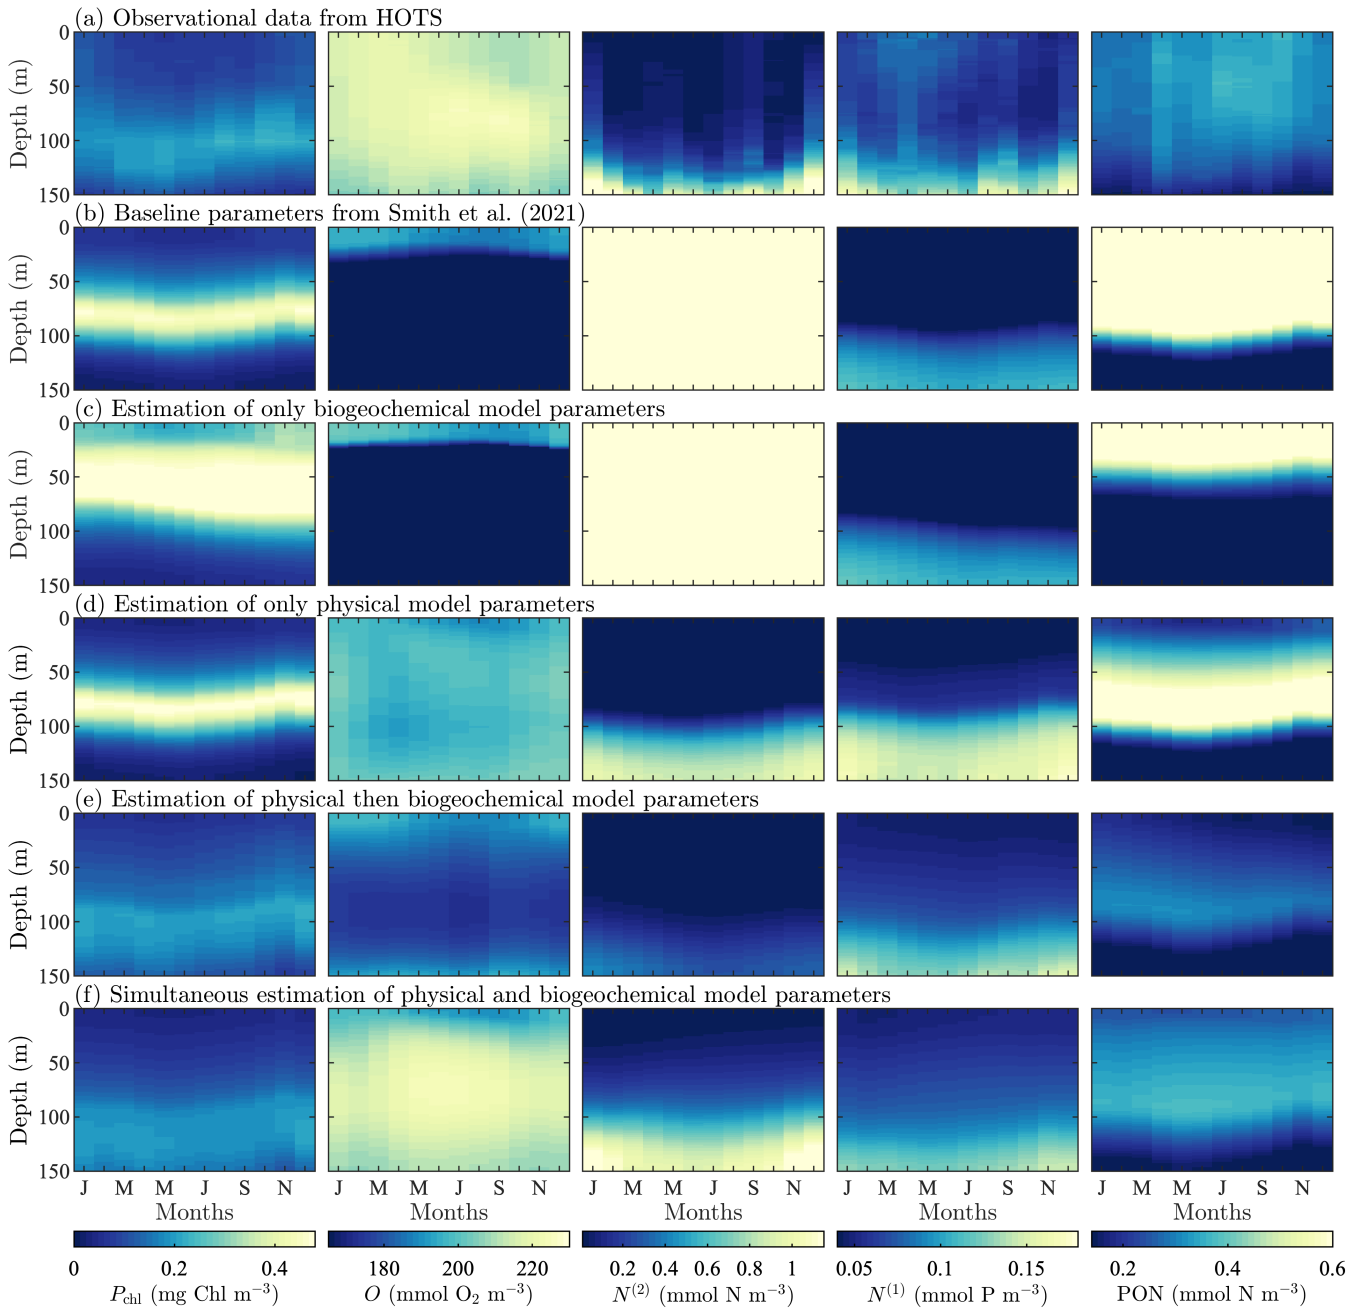 (a) Observational data from HOTS
0
50
100
150
Depth (m)
(b) Baseline parameters from Smith et al. (2021)
0
50
100
150
Depth (m)
(c) Estimation of only biogeochemical model parameters
0
50
100
150
Depth (m)
(d) Estimation of only physical model parameters
0
50
100
150
Depth (m)
(e) Estimation of physical then biogeochemical model parameters
0
50
100
150
Depth (m)
(f) Simultaneous estimation of physical and biogeochemical model parameters
0
50
100
150
Depth (m)
J M M J S N J M M J S N J M M J S N J M M J S N J M M J S N
Months Months Months Months Months
0 0.2 0.4 180 200 220 0.2 0.4 0.6 0.8 1 0.05 0.1 0.15 0.2 0.4 0.6
P_chl (mg Chl m⁻³) O (mmol O₂ m⁻³) N⁽²⁾ (mmol N m⁻³) N⁽¹⁾ (mmol P m⁻³) PON (mmol N m⁻³)